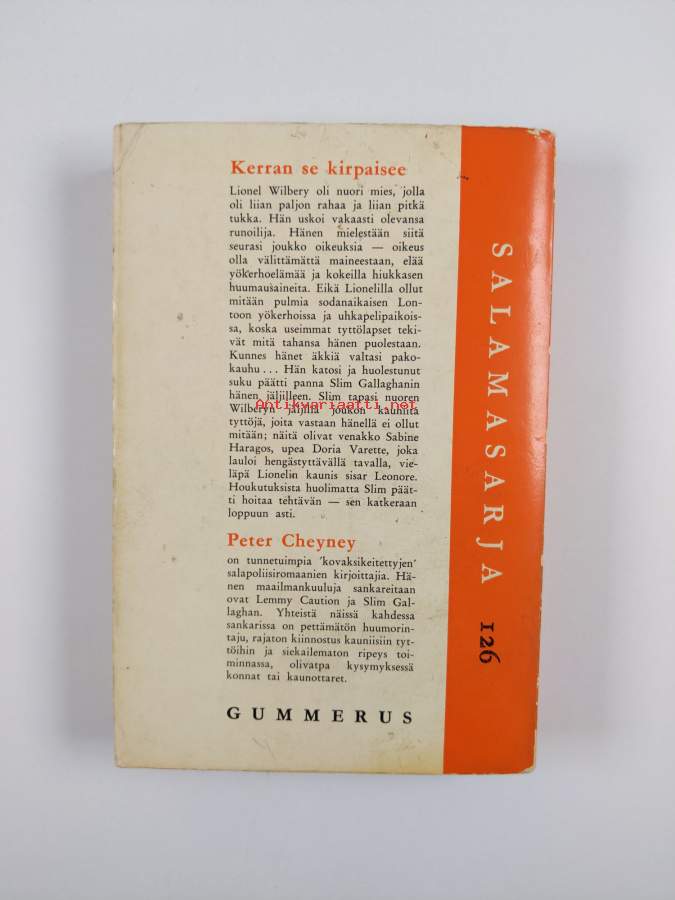 Kerran se kirpaisee
Lionel Wilbery oli nuori mies, jolla
oli liian paljon rahaa ja liian pitkä
tukka. Hän uskoi vakaasti olevansa
runoilija. Hänen mielestään siitä
seurasi joukko oikeuksia — oikeus
olla välittämättä maineestaan, elää
yökerhoelämää ja kokeilla hiukkasen
huumausaineita. Eikä Lionelilla ollut
mitään pulmia sodanaikaisen Lon-
toon yökerhoissa ja uhkapelipaikois-
sa, koska useimmat tyttölapset teki-
vät mitä tahansa hänen puolestaan.
Kunnes hänet äkkiä valtasi pako-
kauhu ... Hän katosi ja huolestunut
suku päätti panna Slim Gallaghanin
hänen jäljilleen. Slim tapasi nuoren
Antikvariaatti.net
Wilberyn jäljillä joukon kauniita
tyttöjä, joita vastaan hänellä ei ollut
mitään; näitä olivat venakko Sabine
Haragos, upea Doria Varette, joka
lauloi hengästyttävällä tavalla, vie-
läpä Lionelin kaunis sisar Leonore.
Houkutuksista huolimatta Slim päät-
ti hoitaa tehtävän — sen katkeraan
loppuun asti.
Peter Cheyney
on tunnetuimpia 'kovaksikeitettyjen'
salapoliisiromaanien kirjoittajia. Hä-
nen maailmankuuluja sankareitaan
ovat Lemmy Caution ja Slim Gal-
laghan. Yhteistä näissä kahdessa
sankarissa on pettämätön huumorin-
taju, rajaton kiinnostus kauniisiin tyt-
töihin ja siekailematon ripeys toi-
minnassa, olivatpa kysymyksessä
konnat tai kaunottaret.
GUMMERUS
SALAMASARJA 126